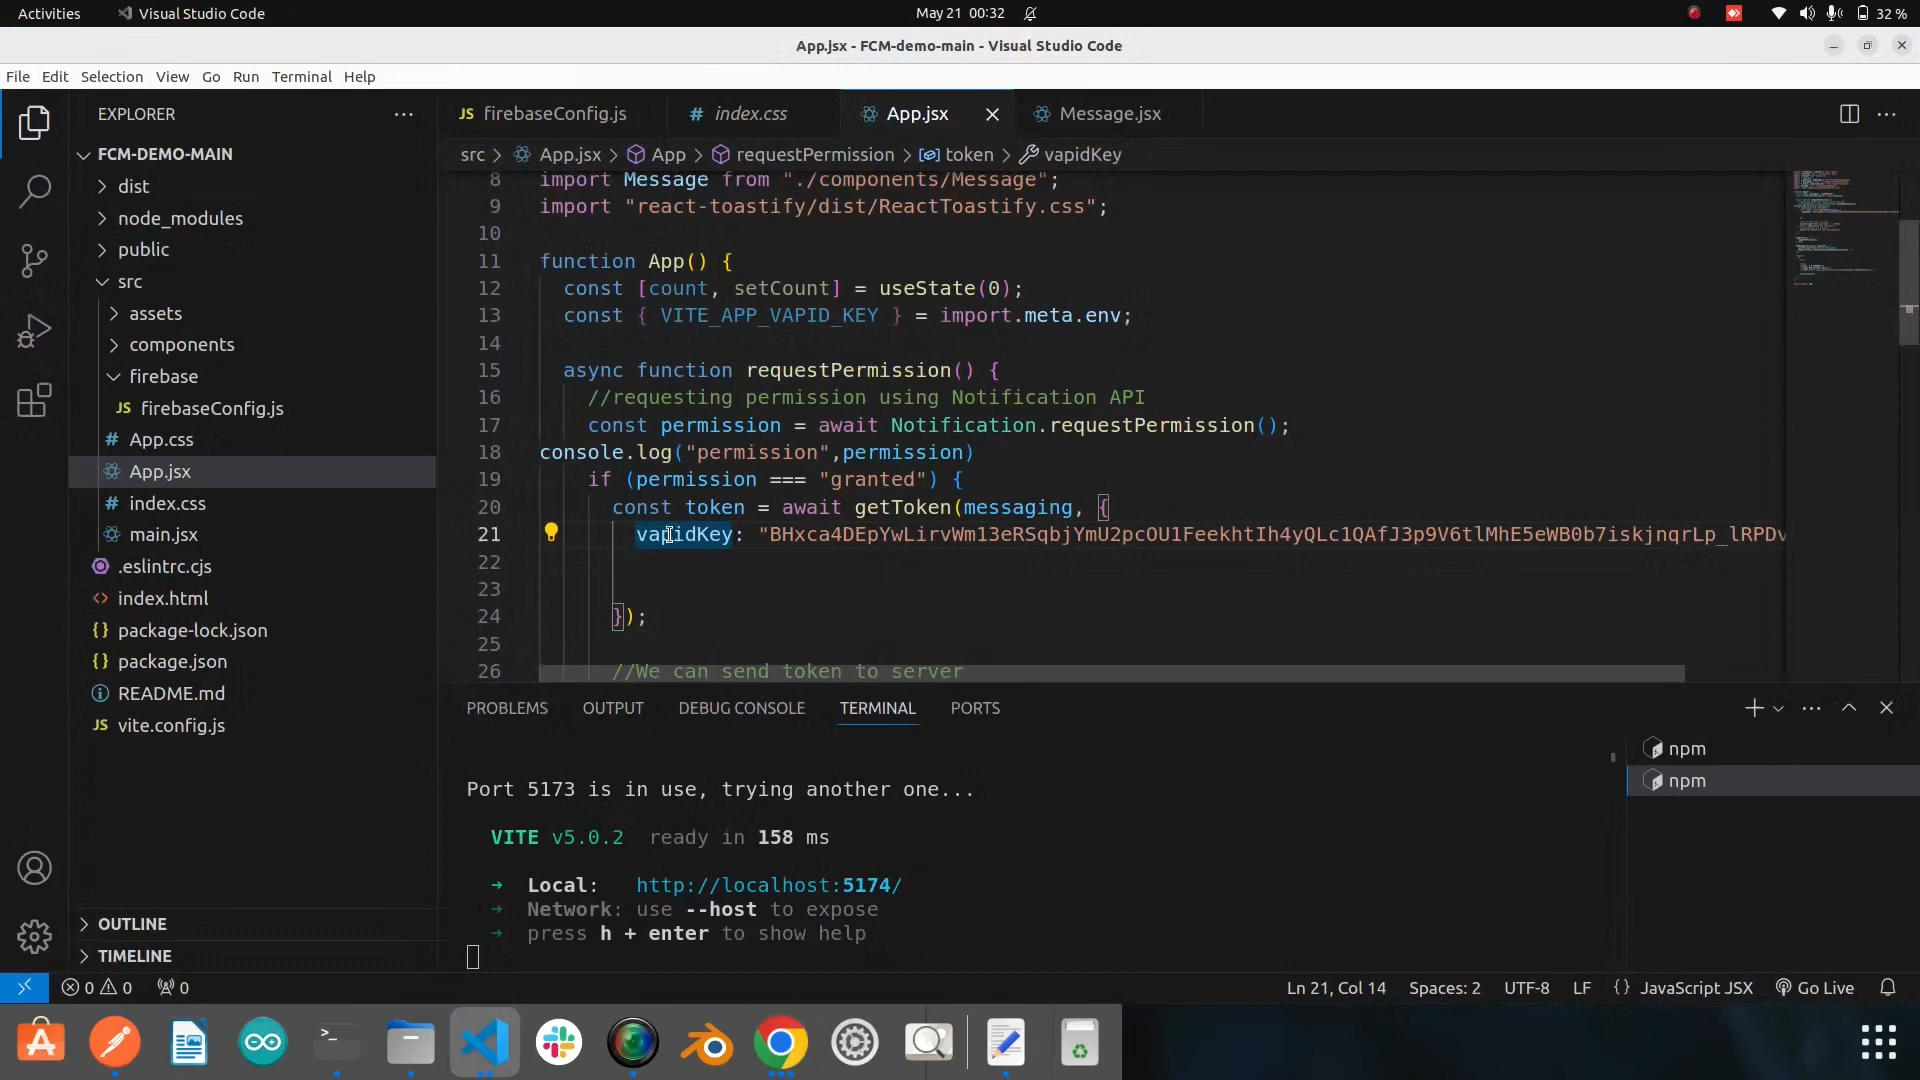 Activities
Visual Studio Code
May 21 00:32
32 %
App.jsx - FCM-demo-main - Visual Studio Code
File Edit Selection View Go Run Terminal Help
EXPLORER
FCM-DEMO-MAIN
dist
node_modules
public
src
assets
components
firebase
JS firebaseConfig.js
# App.css
App.jsx
# index.css
main.jsx
.eslintrc.cjs
<> index.html
{} package-lock.json
{} package.json
README.md
JS vite.config.js
OUTLINE
TIMELINE
JS firebaseConfig.js
# index.css
App.jsx
Message.jsx
src > App.jsx > App > requestPermission > token > vapidKey
8 import Message from "./components/Message";
9 import "react-toastify/dist/ReactToastify.css";
10
11 function App() {
12 const [count, setCount] = useState(0);
13 const { VITE_APP_VAPID_KEY } = import.meta.env;
14
15 async function requestPermission() {
16 //requesting permission using Notification API
17 const permission = await Notification.requestPermission();
18 console.log("permission",permission)
19 if (permission === "granted") {
20 const token = await getToken(messaging, {
21 vapidKey: "BHxca4DEpYwLirvWm13eRSqbjYmU2pcOU1FeekhtIh4yQLc1QAfJ3p9V6tlMhE5eWB0b7iskjnqrLp_lRPDv
22
23
24 });
25
26 //We can send token to server
PROBLEMS OUTPUT DEBUG CONSOLE TERMINAL PORTS
Port 5173 is in use, trying another one...
VITE v5.0.2 ready in 158 ms
➜ Local: http://localhost:5174/
➜ Network: use --host to expose
➜ press h + enter to show help
npm
npm
0 0 0
Ln 21, Col 14 Spaces: 2 UTF-8 LF {} JavaScript JSX Go Live